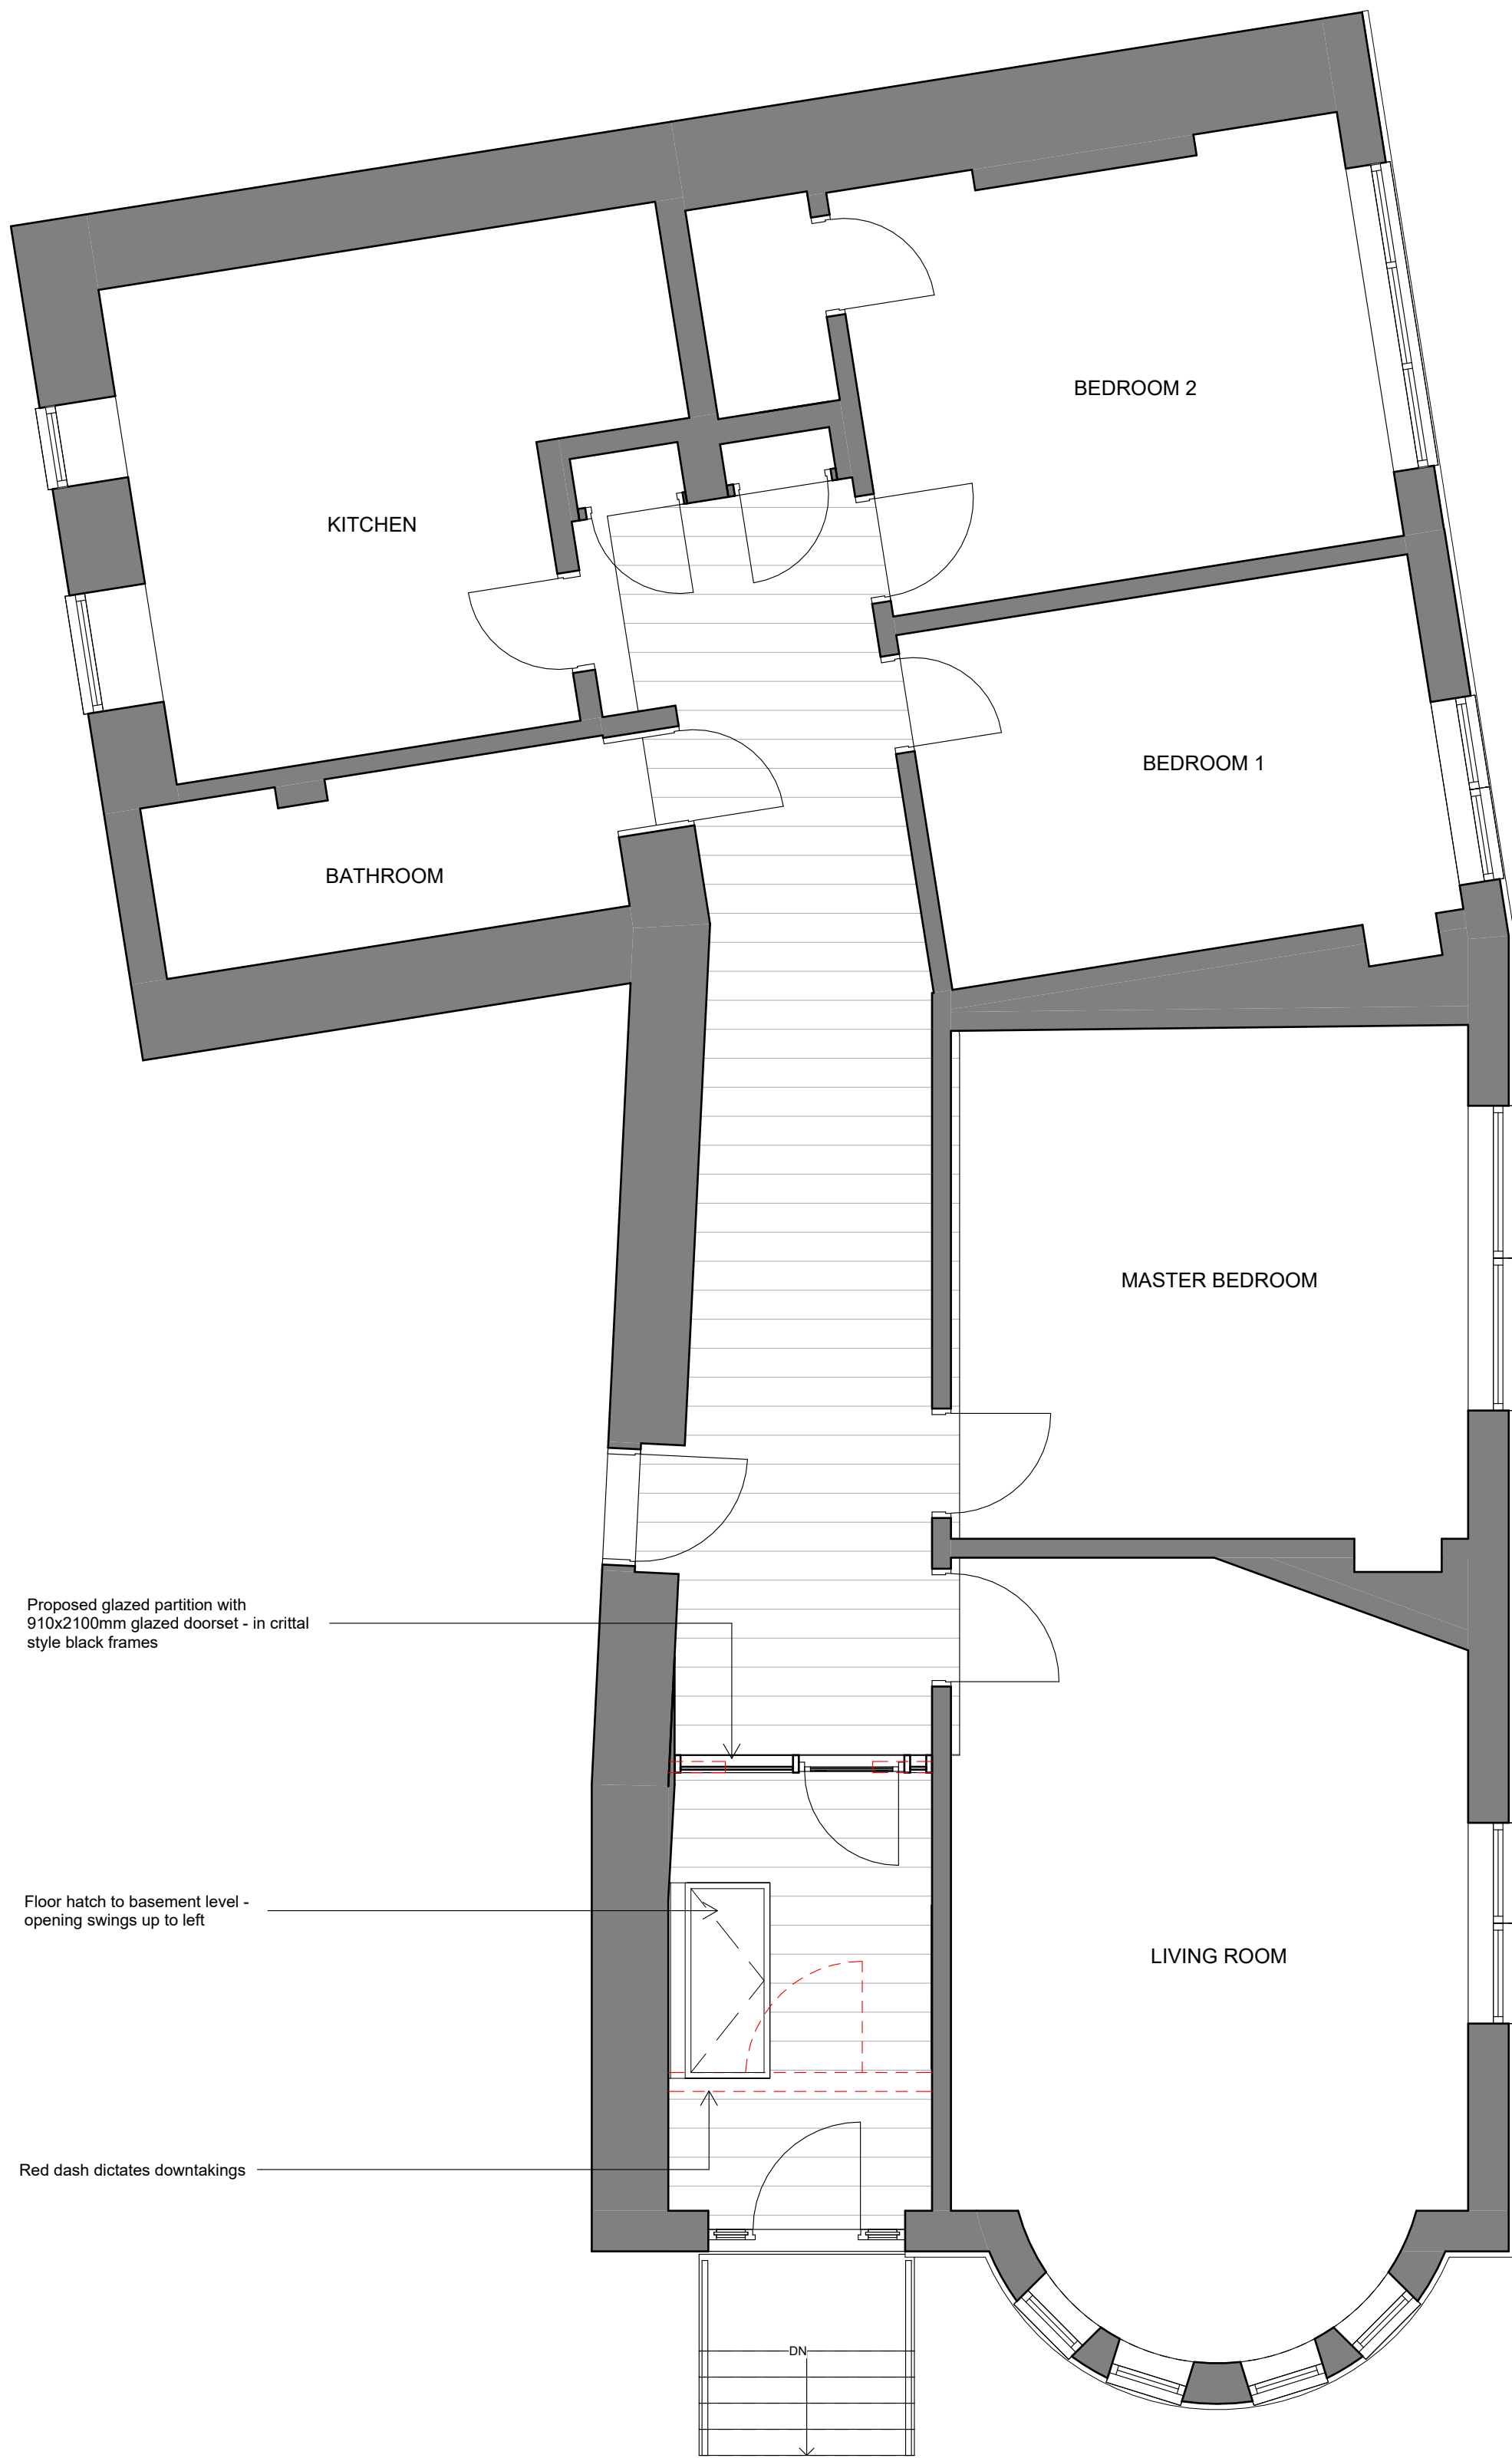 BEDROOM 2
KITCHEN
BEDROOM 1
BATHROOM
MASTER BEDROOM
Proposed glazed partition with
910x2100mm glazed doorset - in crittal
style black frames
Floor hatch to basement level -
opening swings up to left
LIVING ROOM
Red dash dictates downtakings
DN